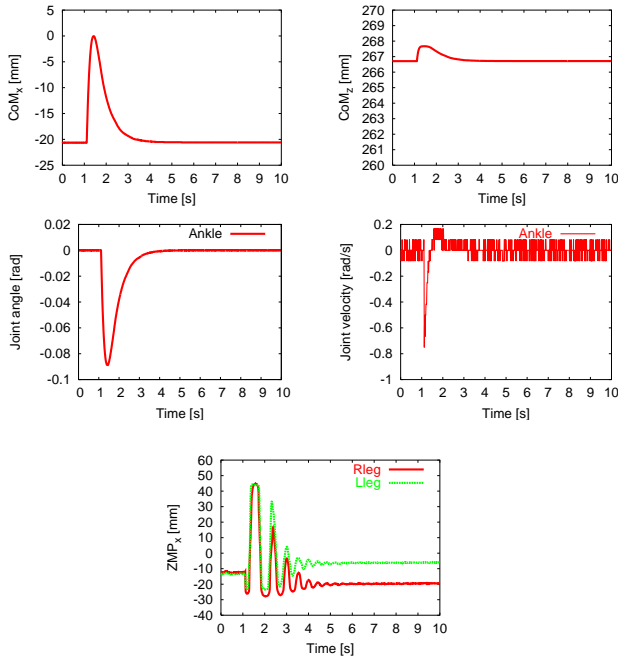 5
0
-5
-10
-15
-20
-25
0 1 2 3 4 5 6 7 8 9 10
CoM_x [mm]
Time [s]
270
269
268
267
266
265
264
263
262
261
260
0 1 2 3 4 5 6 7 8 9 10
CoM_z [mm]
Time [s]
0.02
0
-0.02
-0.04
-0.06
-0.08
-0.1
0 1 2 3 4 5 6 7 8 9 10
Joint angle [rad]
Time [s]
Ankle
0.2
0
-0.2
-0.4
-0.6
-0.8
-1
0 1 2 3 4 5 6 7 8 9 10
Joint velocity [rad/s]
Time [s]
Ankle
60
50
40
30
20
10
0
-10
-20
-30
-40
0 1 2 3 4 5 6 7 8 9 10
ZMP_x [mm]
Time [s]
Rleg
Lleg